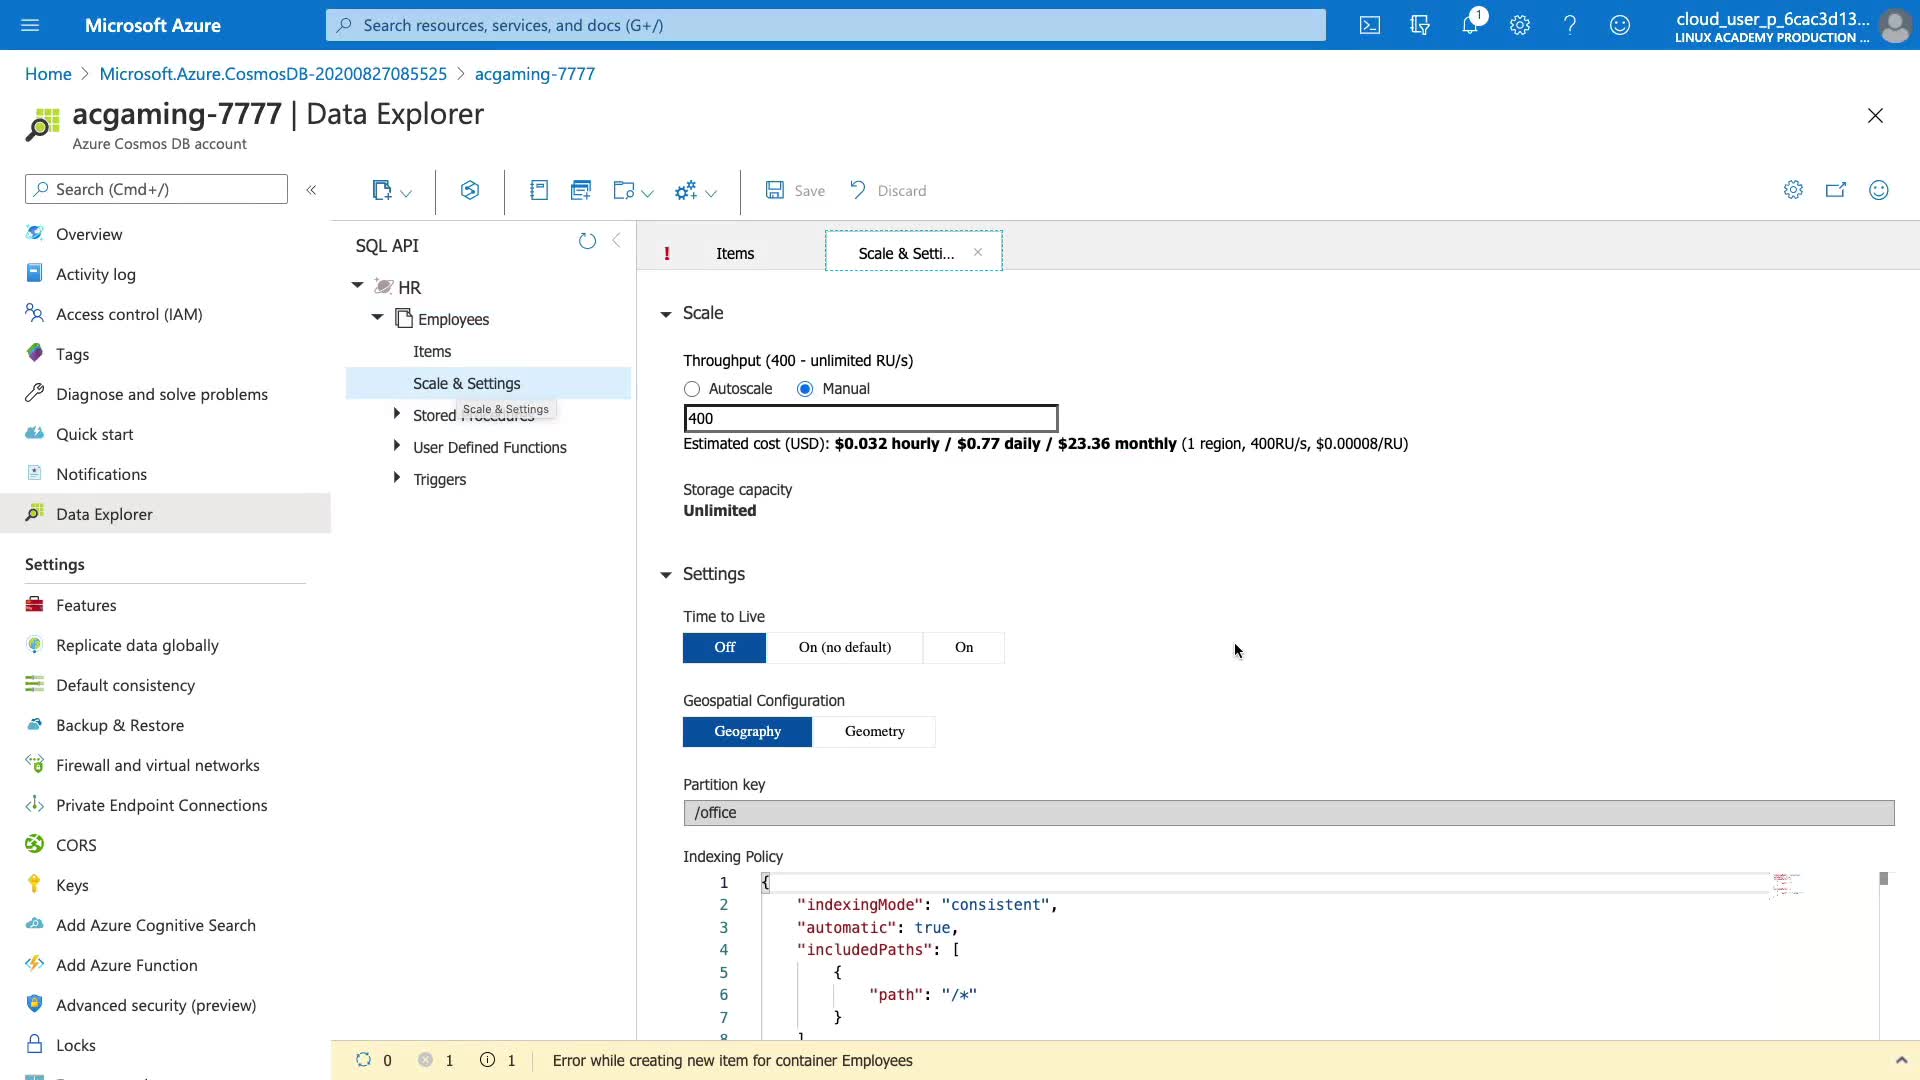 Microsoft Azure
Search resources, services, and docs (G+/)
1
cloud_user_p_6cac3d13...
LINUX ACADEMY PRODUCTION ...
Home > Microsoft.Azure.CosmosDB-20200827085525 > acgaming-7777
acgaming-7777 | Data Explorer
Azure Cosmos DB account
Search (Cmd+/)
«
Overview
Activity log
Access control (IAM)
Tags
Diagnose and solve problems
Quick start
Notifications
Data Explorer
Settings
Features
Replicate data globally
Default consistency
Backup & Restore
Firewall and virtual networks
Private Endpoint Connections
CORS
Keys
Add Azure Cognitive Search
Add Azure Function
Advanced security (preview)
Locks
Save
Discard
SQL API
HR
Employees
Items
Scale & Settings
Scale & Settings
Stored Procedures
User Defined Functions
Triggers
! Items
Scale & Setti... ×
Scale
Throughput (400 - unlimited RU/s)
Autoscale Manual
400
Estimated cost (USD): $0.032 hourly / $0.77 daily / $23.36 monthly (1 region, 400RU/s, $0.00008/RU)
Storage capacity
Unlimited
Settings
Time to Live
Off On (no default) On
Geospatial Configuration
Geography Geometry
Partition key
/office
Indexing Policy
1 {
2 "indexingMode": "consistent",
3 "automatic": true,
4 "includedPaths": [
5 {
6 "path": "/*"
7 }
8 ]
0 1 1 Error while creating new item for container Employees